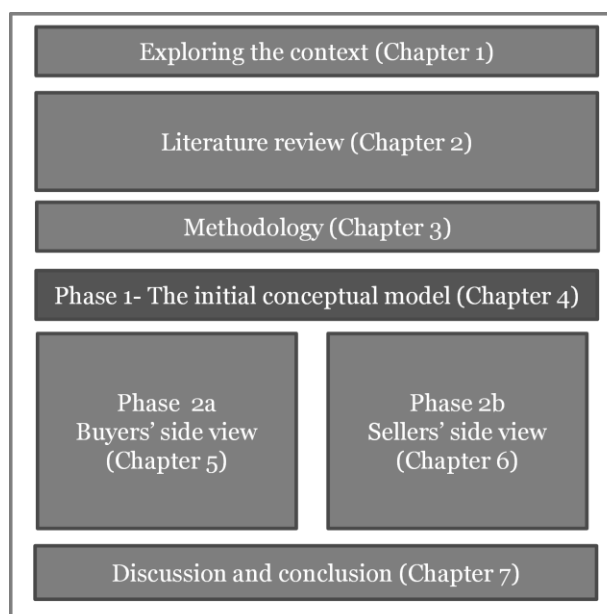 Exploring the context (Chapter 1)
Literature review (Chapter 2)
Methodology (Chapter 3)
Phase 1- The initial conceptual model (Chapter 4)
Phase 2a
Buyers’ side view
(Chapter 5)
Phase 2b
Sellers’ side view
(Chapter 6)
Discussion and conclusion (Chapter 7)